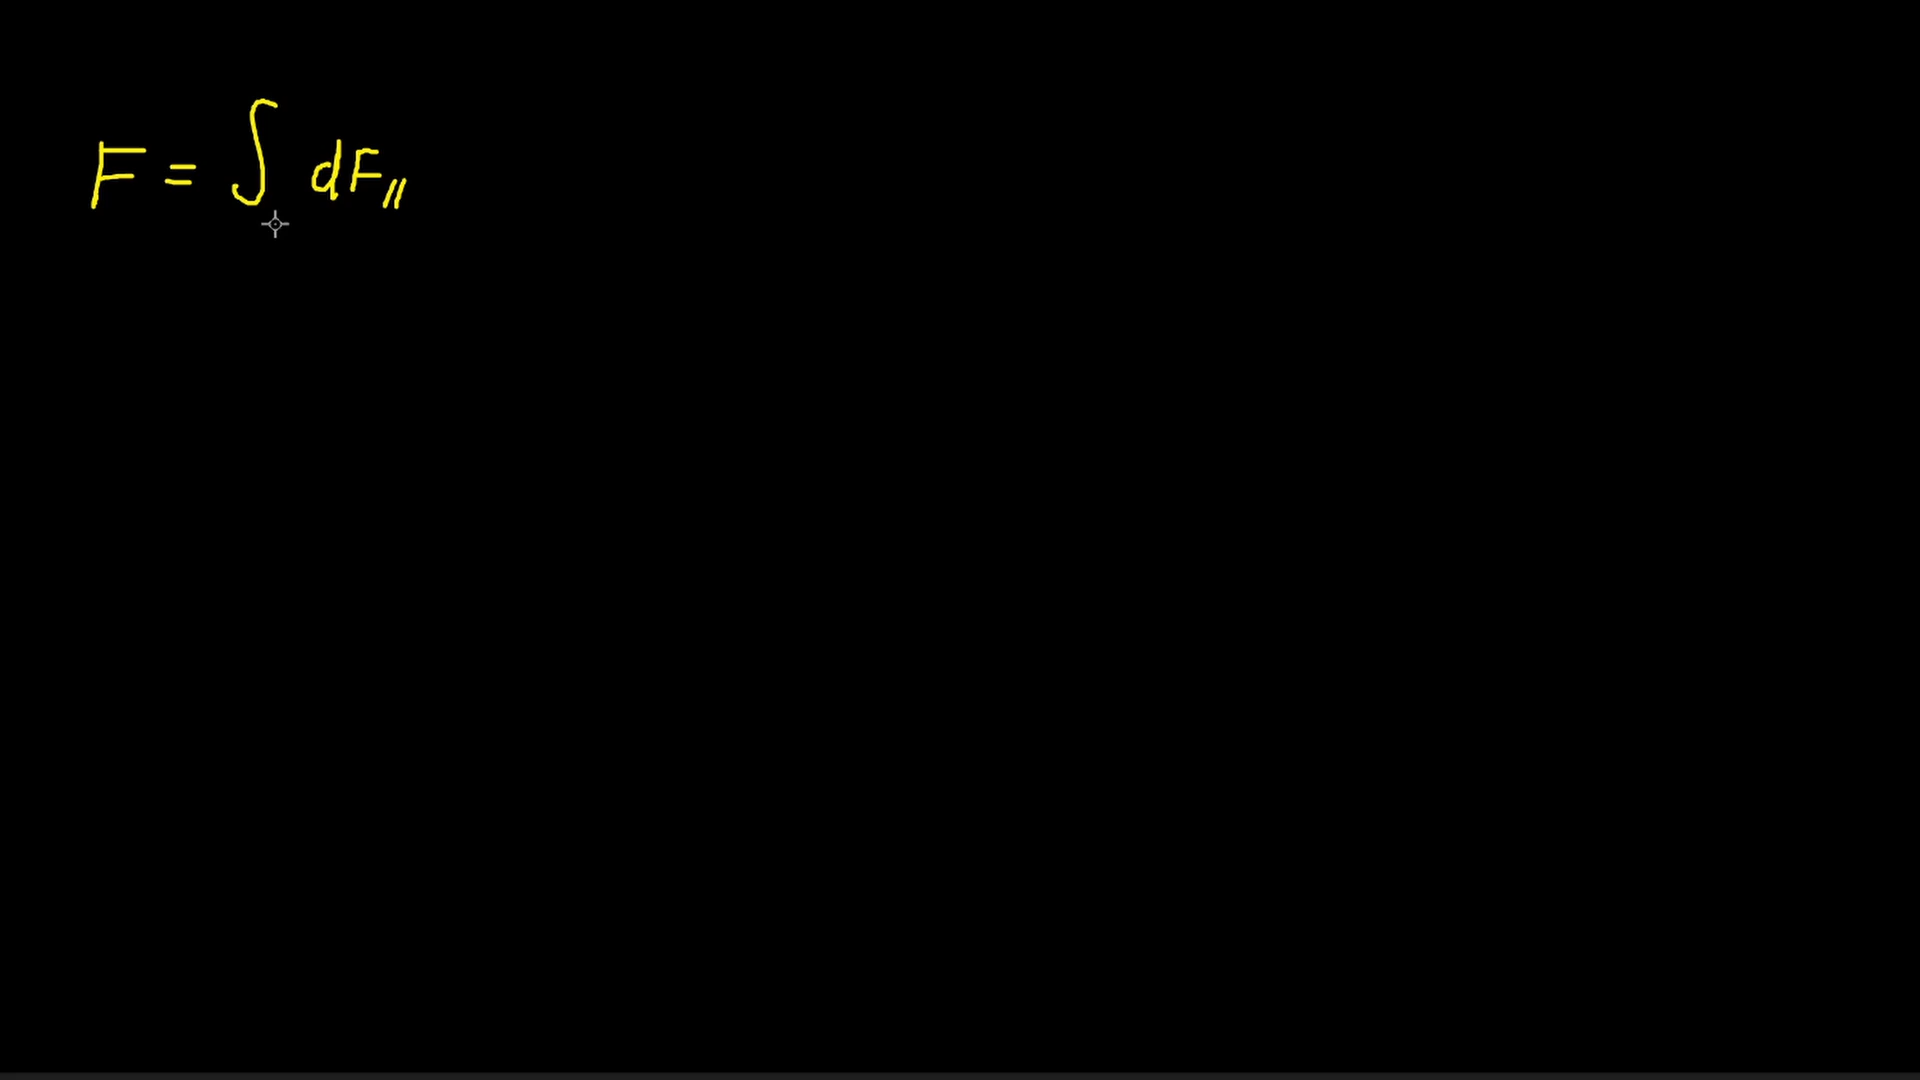 F = ∫ dF∥